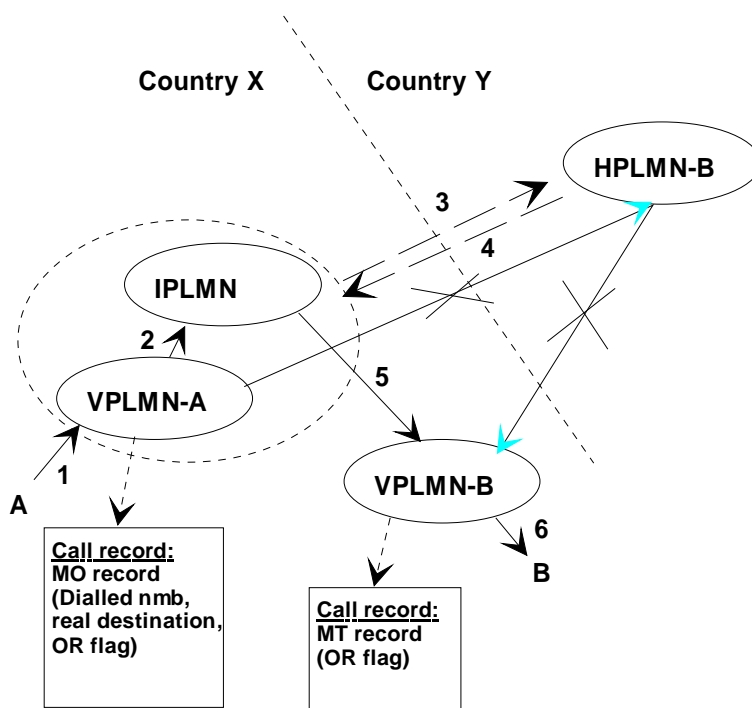 Country X
Country Y
HPLMN-B
3
4
IPLMN
2
5
VPLMN-A
1
A
VPLMN-B
6
B
Call record:
MO record
(Dialled nmb,
real destination,
OR flag)
Call record:
MT record
(OR flag)